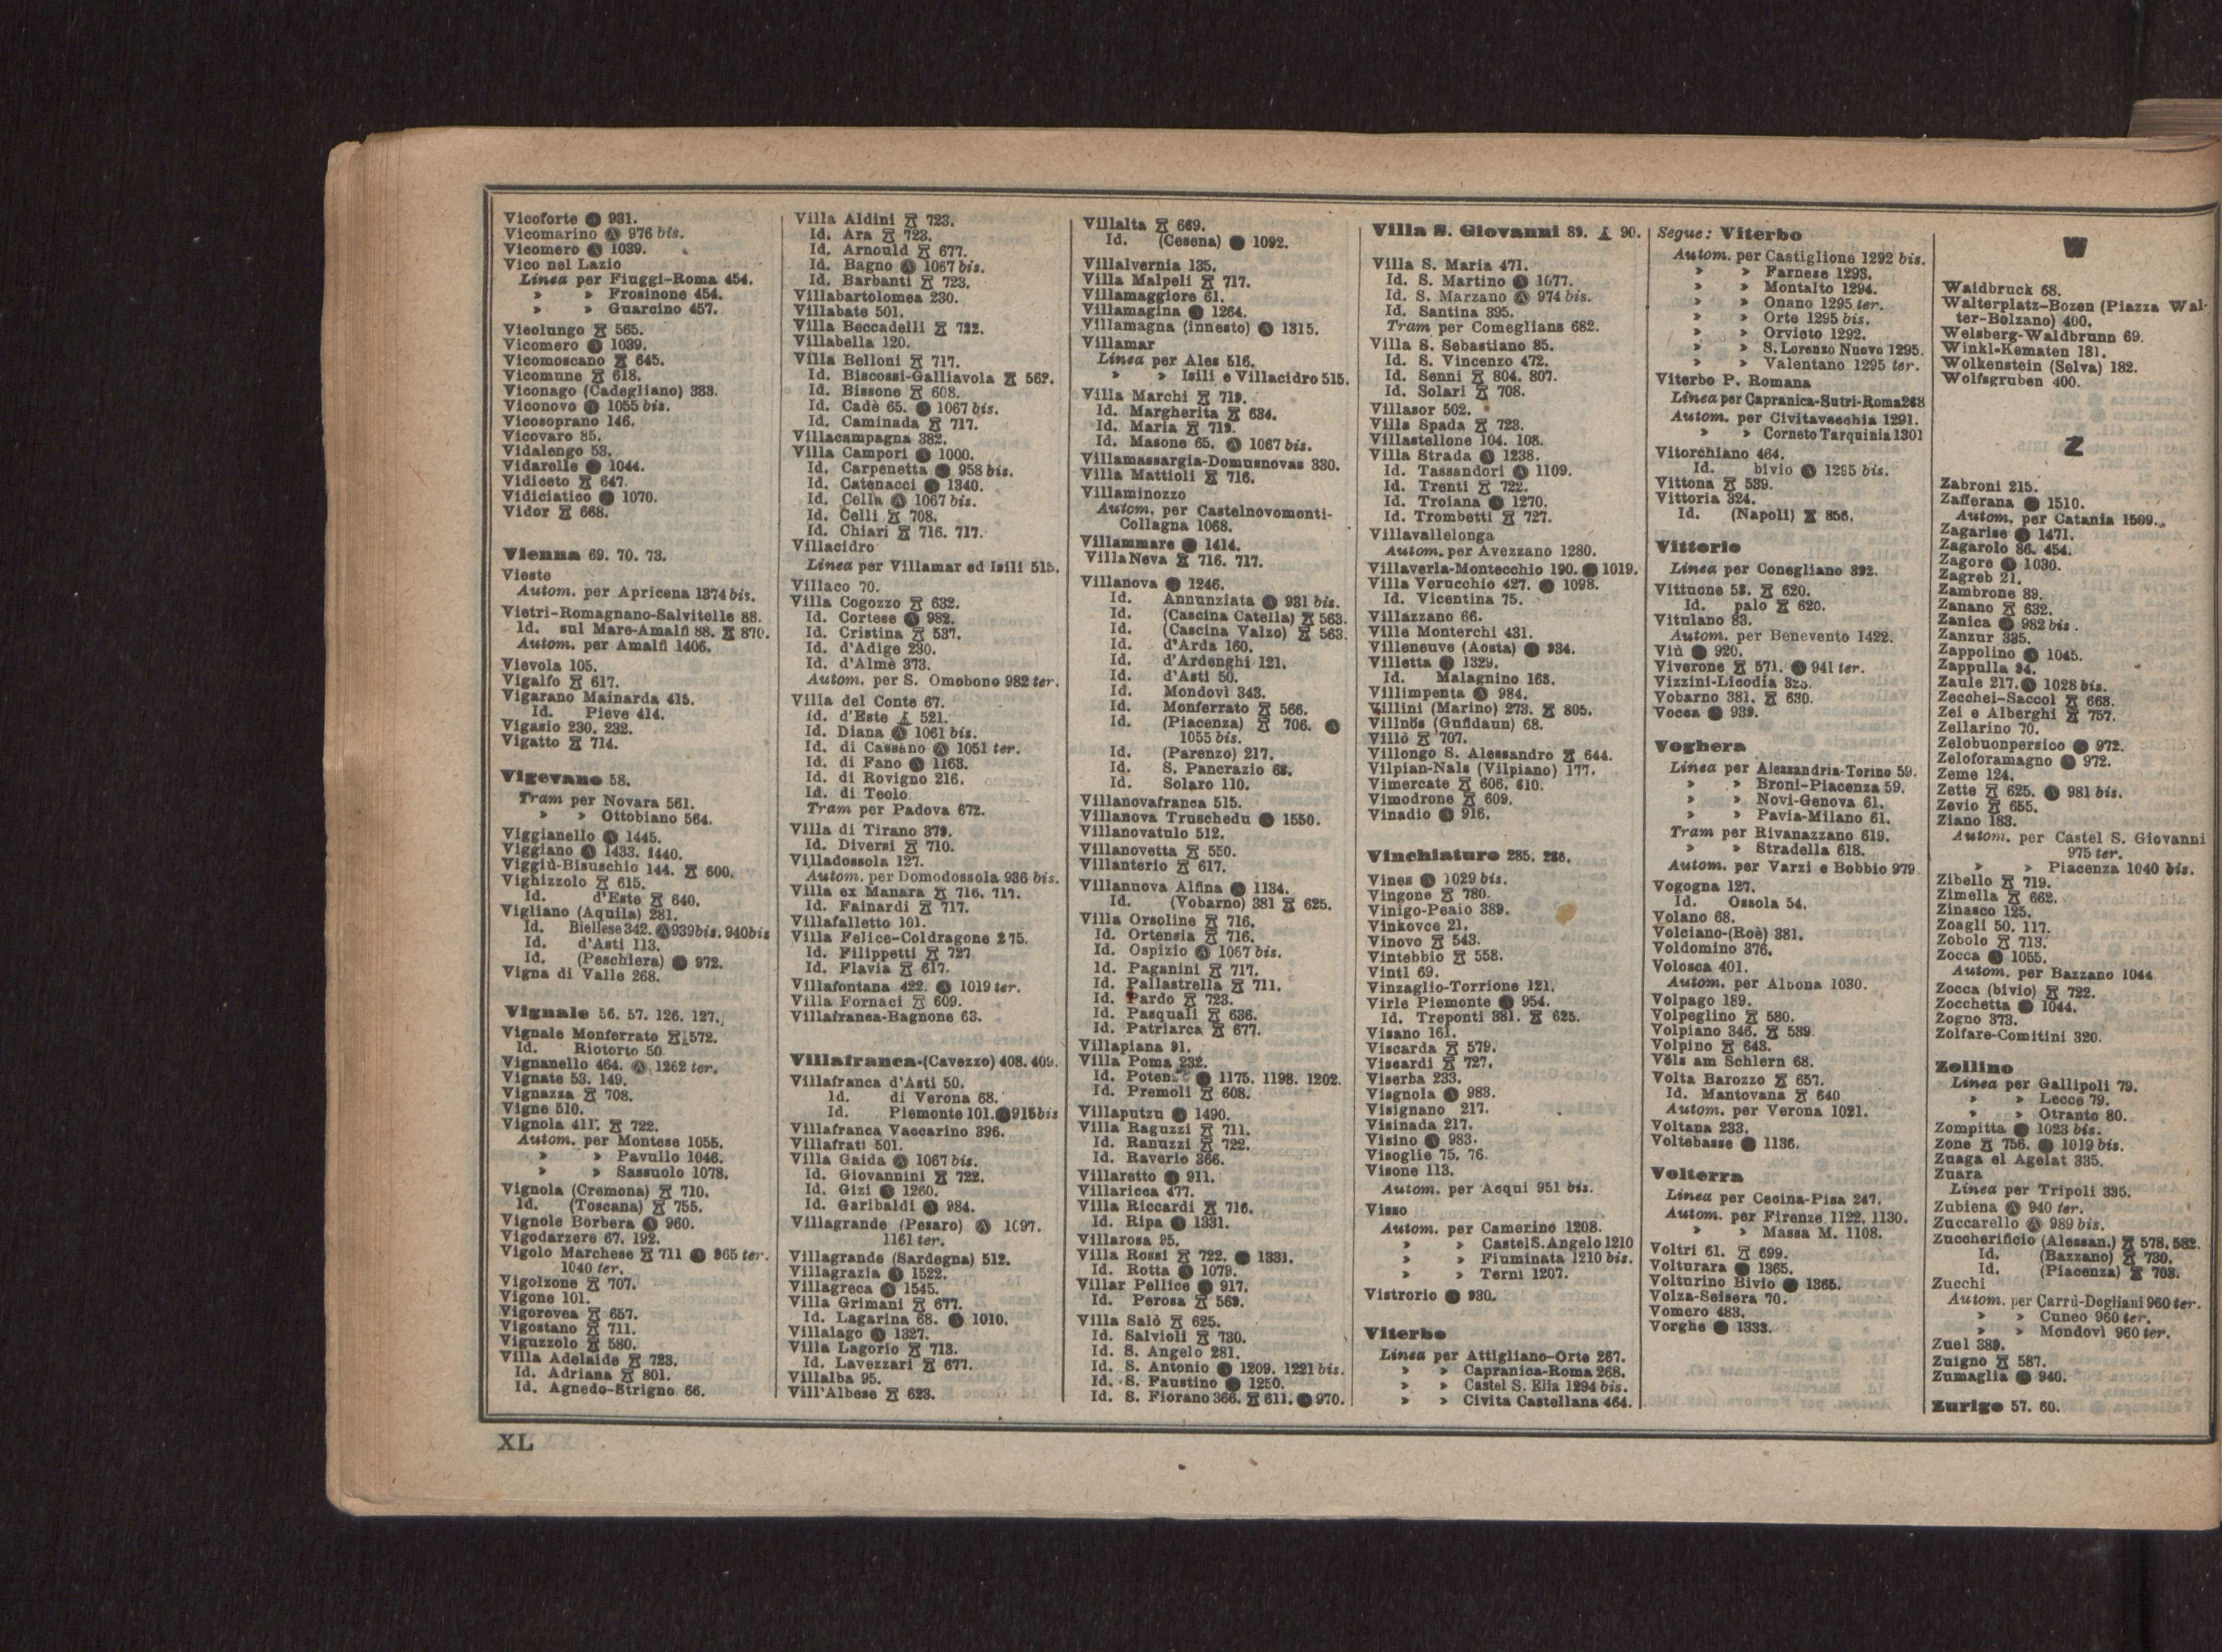 Vicoforte Ⓐ 931.
Vicomarino Ⓐ 976 bis.
Vicomero Ⓐ 1039.
Vico nel Lazio
Linea per Fiuggi-Roma 454.
» » Frosinone 454.
» » Guarcino 457.
Vicolungo 565.
Vicomero Ⓐ 1039.
Vicomoscano 645.
Vicomune 618.
Viconago (Cadegliano) 383.
Viconovo Ⓐ 1055 bis.
Vicosoprano 146.
Vicovaro 85.
Vidalengo 53.
Vidarelle Ⓐ 1044.
Vidiceto 647.
Vidiciatico Ⓐ 1070.
Vidor 668.
Vienna 69. 70. 73.
Vieste
Autom. per Apricena 1374 bis.
Vietri-Romagnano-Salvitelle 88.
Id. sul Mare-Amalfi 88. 870.
Autom. per Amalfi 1406.
Vievola 105.
Vigalfo 617.
Vigarano Mainarda 415.
Id. Pieve 414.
Vigasio 230. 232.
Vigatto 714.
Vigevano 58.
Tram per Novara 561.
» » Ottobiano 564.
Viggianello Ⓐ 1445.
Viggiano Ⓐ 1433. 1440.
Viggiù-Bisuschio 144. 600.
Vighizzolo 615.
Id. d'Este 640.
Vigliano (Aquila) 281.
Id. Biellese 342. Ⓐ 939 bis. 940 bis
Id. d'Asti 113.
Id. (Peschiera) Ⓐ 972.
Vigna di Valle 268.
Vignale 56. 57. 126. 127.
Vignale Monferrato 572.
Id. Riotorto 50
Vignanello 464. Ⓐ 1262 ter.
Vignate 53. 149.
Vignazza 708.
Vigne 510.
Vignola 411. 722.
Autom. per Montese 1055.
» » Pavullo 1046.
» » Sassuolo 1078.
Vignola (Cremona) 710.
Id. (Toscana) 755.
Vignole Borbera Ⓐ 960.
Vigodarzere 67. 192.
Vigolo Marchese 711 Ⓐ 965 ter.
1040 ter.
Vigolzone 707.
Vigone 101.
Vigorovea 657.
Vigostano 711.
Viguzzolo 580.
Villa Adelaide 723.
Id. Adriana 801.
Id. Agnedo-Strigno 66.
Villa Aldini 723.
Id. Ara 723.
Id. Arnould 677.
Id. Bagno Ⓐ 1067 bis.
Id. Barbanti 723.
Villabartolomea 230.
Villabate 501.
Villa Beccadelli 722.
Villabella 120.
Villa Belloni 717.
Id. Biscossi-Galliavola 562.
Id. Bissone 608.
Id. Cadè 65. Ⓐ 1067 bis.
Id. Caminada 717.
Villacampagna 382.
Villa Campori Ⓐ 1000.
Id. Carpenetta Ⓐ 958 bis.
Id. Catenacci Ⓐ 1340.
Id. Cella Ⓐ 1067 bis.
Id. Celli 708.
Id. Chiari 716. 717.
Villacidro
Linea per Villamar ed Isili 515.
Villaco 70.
Villa Cogozzo 632.
Id. Cortese Ⓐ 982.
Id. Cristina 537.
Id. d'Adige 230.
Id. d'Almè 373.
Autom. per S. Omobono 982 ter.
Villa del Conte 67.
Id. d'Este 521.
Id. Diana Ⓐ 1061 bis.
Id. di Cassano Ⓐ 1051 ter.
Id. di Fano Ⓐ 1163.
Id. di Rovigno 216.
Id. di Teolo
Tram per Padova 672.
Villa di Tirano 379.
Id. Diversi 710.
Villadossola 127.
Autom. per Domodossola 936 bis.
Villa ex Manara 716. 717.
Id. Fainardi 717.
Villafalletto 101.
Villa Felice-Coldragone 275.
Id. Filippetti 727
Id. Flavia 617.
Villafontana 422. Ⓐ 1019 ter.
Villa Fornaci 609.
Villafranca-Bagnone 63.
Villafranca-(Cavezzo) 408. 409.
Villafranca d'Asti 50.
Id. di Verona 68.
Id. Piemonte 101. Ⓐ 915 bis
Villafranca Vaccarino 396.
Villafrati 501.
Villa Gaida Ⓐ 1067 bis.
Id. Giovannini 722.
Id. Gizi Ⓐ 1260.
Id. Garibaldi Ⓐ 984.
Villagrande (Pesaro) Ⓐ 1097.
1161 ter.
Villagrande (Sardegna) 512.
Villagrazia Ⓐ 1522.
Villagreca Ⓐ 1545.
Villa Grimani 677.
Id. Lagarina 68. Ⓐ 1010.
Villalago Ⓐ 1327.
Villa Lagorio 713.
Id. Lavezzari 677.
Villalba 95.
Vill'Albese 623.
Villalta 669.
Id. (Cesena) Ⓐ 1092.
Villalvernia 135.
Villa Malpeli 717.
Villamaggiore 61.
Villamagina Ⓐ 1264.
Villamagna (innesto) Ⓐ 1315.
Villamar
Linea per Ales 516.
» » Isili e Villacidro 515.
Villa Marchi 719.
Id. Margherita 634.
Id. Maria 719.
Id. Masone 65. Ⓐ 1067 bis.
Villamassargia-Domusnovas 330.
Villa Mattioli 716.
Villaminozzo
Autom. per Castelnovomonti-
Collagna 1068.
Villammare Ⓐ 1414.
Villa Neva 716. 717.
Villanova Ⓐ 1246.
Id. Annunziata Ⓐ 931 bis.
Id. (Cascina Catella) 563.
Id. (Cascina Valzo) 563.
Id. d'Arda 160.
Id. d'Ardenghi 121.
Id. d'Asti 50.
Id. Mondovì 343.
Id. Monferrato 566.
Id. (Piacenza) 706. Ⓐ
1055 bis.
Id. (Parenzo) 217.
Id. S. Pancrazio 68.
Id. Solaro 110.
Villanovafranca 515.
Villanova Truschedu Ⓐ 1550.
Villanovatulo 512.
Villanovetta 550.
Villanterio 617.
Villanuova Alfina Ⓐ 1134.
Id. (Vobarno) 381 625.
Villa Orsoline 716.
Id. Ortensia 716.
Id. Ospizio Ⓐ 1067 bis.
Id. Paganini 717.
Id. Pallastrella 711.
Id. Pardo 723.
Id. Pasquali 636.
Id. Patriarca 677.
Villapiana 91.
Villa Poma 232.
Id. Ⓐ 1175. 1198. 1202.
Id. Premoli 608.
Villaputzu Ⓐ 1490.
Villa Raguzzi 711.
Id. Ranuzzi 722.
Id. Raverio 366.
Villaretto Ⓐ 911.
Villaricca 477.
Villa Riccardi 716.
Id. Ripa Ⓐ 1331.
Villarosa 95.
Villa Rossi 722. Ⓐ 1331.
Id. Rotta Ⓐ 1079.
Villar Pellice Ⓐ 917.
Id. Perosa 569.
Villa Salò 625.
Id. Salvioli 730.
Id. S. Angelo 281.
Id. S. Antonio Ⓐ 1209. 1221 bis.
Id. S. Faustino Ⓐ 1250.
Id. S. Fiorano 366. 611. Ⓐ 970.
Villa S. Giovanni 89. 90.
Villa S. Maria 471.
Id. S. Martino Ⓐ 1077.
Id. S. Marzano Ⓐ 974 bis.
Id. Santina 395.
Tram per Comeglians 682.
Villa S. Sebastiano 85.
Id. S. Vincenzo 472.
Id. Senni 804. 807.
Id. Solari 708.
Villasor 502.
Villa Spada 723.
Villastellone 104. 108.
Villa Strada Ⓐ 1238.
Id. Tassandori Ⓐ 1109.
Id. Trenti 722.
Id. Troiana Ⓐ 1270.
Id. Trombetti 727.
Villavallelonga
Autom. per Avezzano 1280.
Villaverla-Montecchio 190. Ⓐ 1019.
Villa Verucchio 427. Ⓐ 1098.
Id. Vicentina 75.
Villazzano 66.
Ville Monterchi 431.
Villeneuve (Aosta) Ⓐ 934.
Villetta Ⓐ 1329.
Id. Malagnino 163.
Villimpenta Ⓐ 984.
Villini (Marino) 273. 805.
Villnös (Gufidaun) 68.
Villò 707.
Villongo S. Alessandro 644.
Vilpian-Nals (Vilpiano) 177.
Vimercate 606. 610.
Vimodrone 609.
Vinadio Ⓐ 916.
Vinchiaturo 285. 286.
Vines Ⓐ 1029 bis.
Vingone 780.
Vinigo-Peaio 389.
Vinkovce 21.
Vinovo 543.
Vintebbio 558.
Vintl 69.
Vinzaglio-Torrione 121.
Virle Piemonte Ⓐ 954.
Id. Treponti 381. 625.
Visano 161.
Viscarda 579.
Viscardi 727.
Viserba 233.
Visgnola Ⓐ 983.
Visignano 217.
Visinada 217.
Visino Ⓐ 983.
Visoglie 75. 76.
Visone 113.
Autom. per Acqui 951 bis.
Visso
Autom. per Camerino 1208.
» » Castel S. Angelo 1210
» » Fiuminata 1210 bis.
» » Terni 1207.
Vistrorio Ⓐ 930.
Viterbo
Linea per Attigliano-Orte 267.
» » Capranica-Roma 268.
» » Castel S. Elia 1294 bis.
» » Civita Castellana 464.
Segue: Viterbo
Autom. per Castiglione 1292 bis.
» » Farnese 1293.
» » Montalto 1294.
» » Onano 1295 ter.
» » Orte 1295 bis.
» » Orvieto 1292.
» » S. Lorenzo Nuovo 1295.
» » Valentano 1295 ter.
Viterbo P. Romana
Linea per Capranica-Sutri-Roma 268
Autom. per Civitavecchia 1291.
» » Corneto Tarquinia 1301
Vitorchiano 464.
Id. bivio Ⓐ 1295 bis.
Vittona 539.
Vittoria 324.
Id. (Napoli) 856.
Vittorio
Linea per Conegliano 392.
Vittuone 53. 620.
Id. palo 620.
Vitulano 83.
Autom. per Benevento 1422.
Viù Ⓐ 920.
Viverone 571. Ⓐ 941 ter.
Vizzini-Licodia
Vobarno 381. 630.
Vocca Ⓐ 939.
Voghera
Linea per Alessandria-Torino 59.
» » Broni-Piacenza 59.
» » Novi-Genova 61.
» » Pavia-Milano 61.
Tram per Rivanazzano 619.
» » Stradella 618.
Autom. per Varzi e Bobbio 979
Vogogna 127.
Id. Ossola 54.
Volano 68.
Volciano-(Roè) 381.
Voldomino 376.
Volosca 401.
Autom. per Albona 1030.
Volpago 189.
Volpeglino 580.
Volpiano 346. 539.
Volpino 643.
Völs am Schlern 68.
Volta Barozzo 657.
Id. Mantovana 640
Autom. per Verona 1021.
Voltana 233.
Voltebasse Ⓐ 1136.
Volterra
Linea per Cecina-Pisa 247.
Autom. per Firenze 1122. 1130.
» » Massa M. 1108.
Voltri 61. 699.
Volturara Ⓐ 1365.
Volturino Bivio Ⓐ 1365.
Volza-Seisera 70.
Vomero 483.
Vorghe Ⓐ 1333.
W
Waidbruck 68.
Walterplatz-Bozen (Piazza Wal-
ter-Bolzano) 400.
Welsberg-Waldbrunn 69.
Winkl-Kematen 181.
Wolkenstein (Selva) 182.
Wolfsgruben 400.
Z
Zabroni 215.
Zafferana Ⓐ 1510.
Autom. per Catania 1509.
Zagarise Ⓐ 1471.
Zagarolo 86. 454.
Zagore Ⓐ 1030.
Zagreb 21.
Zambrone 89.
Zanano 632.
Zanica Ⓐ 982 bis.
Zanzur 335.
Zappolino Ⓐ 1045.
Zappulla 94.
Zaule 217. Ⓐ 1028 bis.
Zecchei-Saccol 668.
Zei e Alberghi 757.
Zellarino 70.
Zelobuonpersico Ⓐ 972.
Zeloforamagno Ⓐ 972.
Zeme 124.
Zette 625. Ⓐ 981 bis.
Zevio 655.
Ziano 183.
Autom. per Castel S. Giovanni
975 ter.
» » Piacenza 1040 bis.
Zibello 719.
Zimella 662.
Zinasco 125.
Zoagli 50. 117.
Zobolo 713.
Zocca Ⓐ 1055.
Autom. per Bazzano 1044
Zocca (bivio) 722.
Zocchetta Ⓐ 1044.
Zogno 373.
Zolfare-Comitini 320.
Zollino
Linea per Gallipoli 79.
» » Lecce 79.
» » Otranto 80.
Zompitta Ⓐ 1023 bis.
Zone 756. Ⓐ 1019 bis.
Zuaga el Agelat 335.
Zuara
Linea per Tripoli 335.
Zubiena Ⓐ 940 ter.
Zuccarello Ⓐ 989 bis.
Zuccherificio (Alessan.) 578. 582.
Id. (Bazzano) 730.
Id. (Piacenza) 708.
Zucchi
Autom. per Carrù-Dogliani 960 ter.
» » Cuneo 960 ter.
» » Mondovì 960 ter.
Zuel 389.
Zuigno 587.
Zumaglia Ⓐ 940.
Zurigo 57. 60.
XL